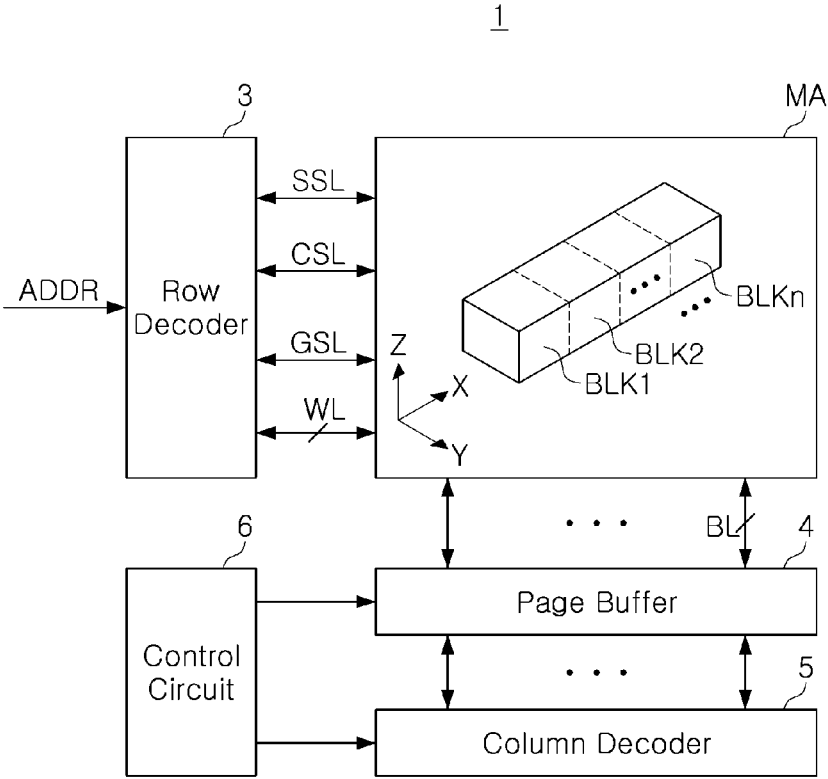 1
3
MA
SSL
CSL
ADDR
Row
Decoder
GSL
WL
BLKn
BLK2
BLK1
Z
X
Y
BL
6
4
Page Buffer
Control
Circuit
5
Column Decoder